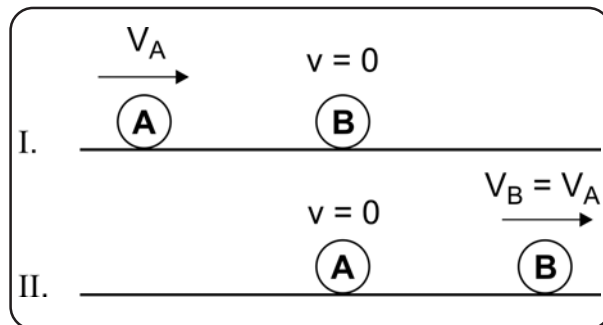 V_A
v = 0
A B
I.
v = 0
V_B = V_A
A B
II.